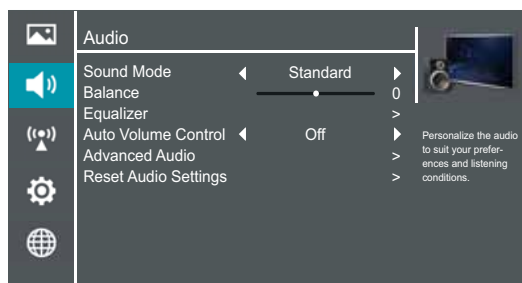 Audio
Sound Mode Standard
Balance 0
Equalizer >
Auto Volume Control Off
Advanced Audio >
Reset Audio Settings >
Personalize the audio
to suit your prefer-
ences and listening
conditions.